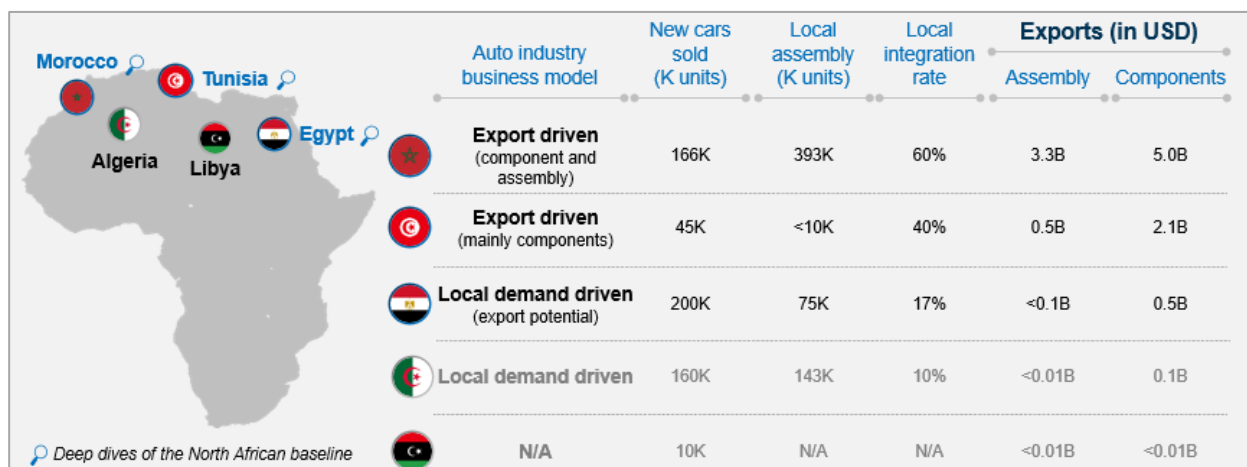 Morocco
Tunisia
Egypt
Algeria
Libya
Deep dives of the North African baseline
Auto industry
business model
New cars
sold
(K units)
Local
assembly
(K units)
Local
integration
rate
Exports (in USD)
Assembly
Components
Export driven
(component and
assembly)
166K
393K
60%
3.3B
5.0B
Export driven
(mainly components)
45K
<10K
40%
0.5B
2.1B
Local demand driven
(export potential)
200K
75K
17%
<0.1B
0.5B
Local demand driven
160K
143K
10%
<0.01B
0.1B
N/A
10K
N/A
N/A
<0.01B
<0.01B